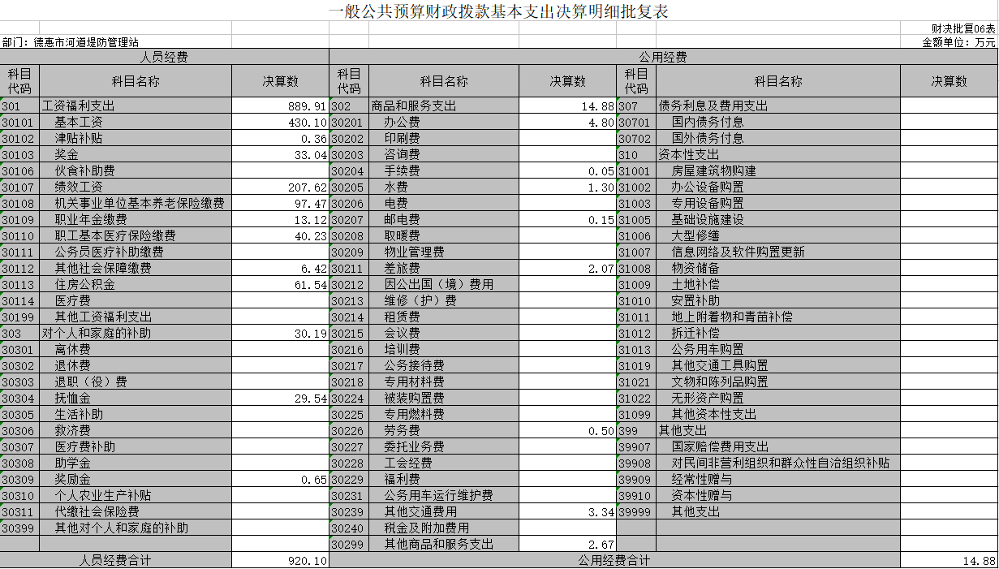 一般公共预算财政拨款基本支出决算明细批复表
财决批复06表
部门：德惠市河道堤防管理站 金额单位：万元
人员经费 公用经费
科目代码 科目名称 决算数 科目代码 科目名称 决算数 科目代码 科目名称 决算数
301 工资福利支出 889.91 302 商品和服务支出 14.88 307 债务利息及费用支出
30101 基本工资 430.10 30201 办公费 4.80 30701 国内债务付息
30102 津贴补贴 0.36 30202 印刷费 30702 国外债务付息
30103 奖金 33.04 30203 咨询费 310 资本性支出
30106 伙食补助费 30204 手续费 0.05 31001 房屋建筑物购建
30107 绩效工资 207.62 30205 水费 1.30 31002 办公设备购置
30108 机关事业单位基本养老保险缴费 97.47 30206 电费 31003 专用设备购置
30109 职业年金缴费 13.12 30207 邮电费 0.15 31005 基础设施建设
30110 职工基本医疗保险缴费 40.23 30208 取暖费 31006 大型修缮
30111 公务员医疗补助缴费 30209 物业管理费 31007 信息网络及软件购置更新
30112 其他社会保障缴费 6.42 30211 差旅费 2.07 31008 物资储备
30113 住房公积金 61.54 30212 因公出国（境）费用 31009 土地补偿
30114 医疗费 30213 维修（护）费 31010 安置补助
30199 其他工资福利支出 30214 租赁费 31011 地上附着物和青苗补偿
303 对个人和家庭的补助 30.19 30215 会议费 31012 拆迁补偿
30301 离休费 30216 培训费 31013 公务用车购置
30302 退休费 30217 公务接待费 31019 其他交通工具购置
30303 退职（役）费 30218 专用材料费 31021 文物和陈列品购置
30304 抚恤金 29.54 30224 被装购置费 31022 无形资产购置
30305 生活补助 30225 专用燃料费 31099 其他资本性支出
30306 救济费 30226 劳务费 0.50 399 其他支出
30307 医疗费补助 30227 委托业务费 39907 国家赔偿费用支出
30308 助学金 30228 工会经费 39908 对民间非营利组织和群众性自治组织补贴
30309 奖励金 0.65 30229 福利费 39909 经常性赠与
30310 个人农业生产补贴 30231 公务用车运行维护费 39910 资本性赠与
30311 代缴社会保险费 30239 其他交通费用 3.34 39999 其他支出
30399 其他对个人和家庭的补助 30240 税金及附加费用
30299 其他商品和服务支出 2.67
人员经费合计 920.10 公用经费合计 14.88